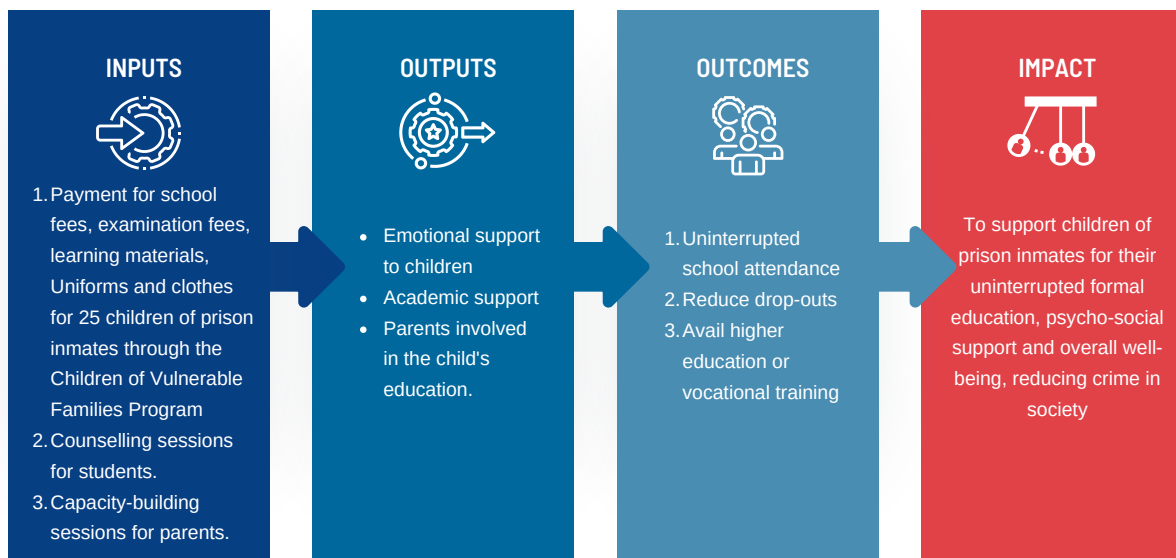 INPUTS
1. Payment for school
fees, examination fees,
learning materials,
Uniforms and clothes
for 25 children of prison
inmates through the
Children of Vulnerable
Families Program
2. Counselling sessions
for students.
3. Capacity-building
sessions for parents.
OUTPUTS
• Emotional support
to children
• Academic support
• Parents involved
in the child's
education.
OUTCOMES
1. Uninterrupted
school attendance
2. Reduce drop-outs
3. Avail higher
education or
vocational training
IMPACT
To support children of
prison inmates for their
uninterrupted formal
education, psycho-social
support and overall well-
being, reducing crime in
society